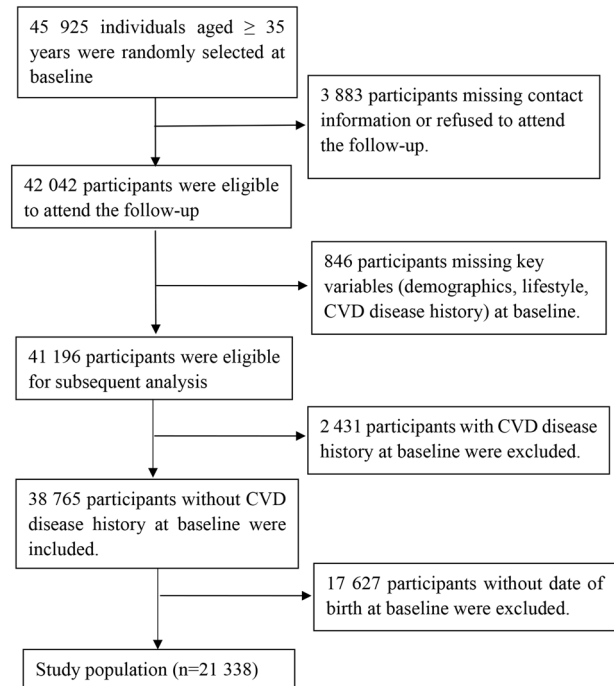 45 925 individuals aged ≥ 35
years were randomly selected at
baseline
3 883 participants missing contact
information or refused to attend
the follow-up.
42 042 participants were eligible
to attend the follow-up
846 participants missing key
variables (demographics, lifestyle,
CVD disease history) at baseline.
41 196 participants were eligible
for subsequent analysis
2 431 participants with CVD disease
history at baseline were excluded.
38 765 participants without CVD
disease history at baseline were
included.
17 627 participants without date of
birth at baseline were excluded.
Study population (n=21 338)